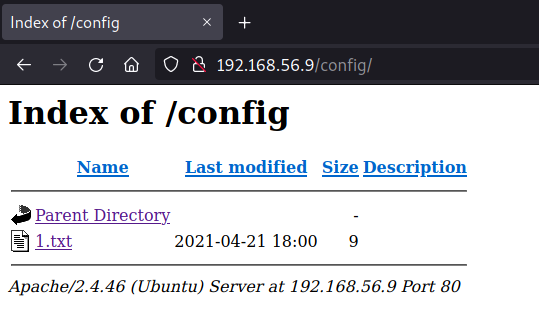 Index of /config
192.168.56.9/config/
Index of /config
Name Last modified Size Description
Parent Directory -
1.txt 2021-04-21 18:00 9
Apache/2.4.46 (Ubuntu) Server at 192.168.56.9 Port 80